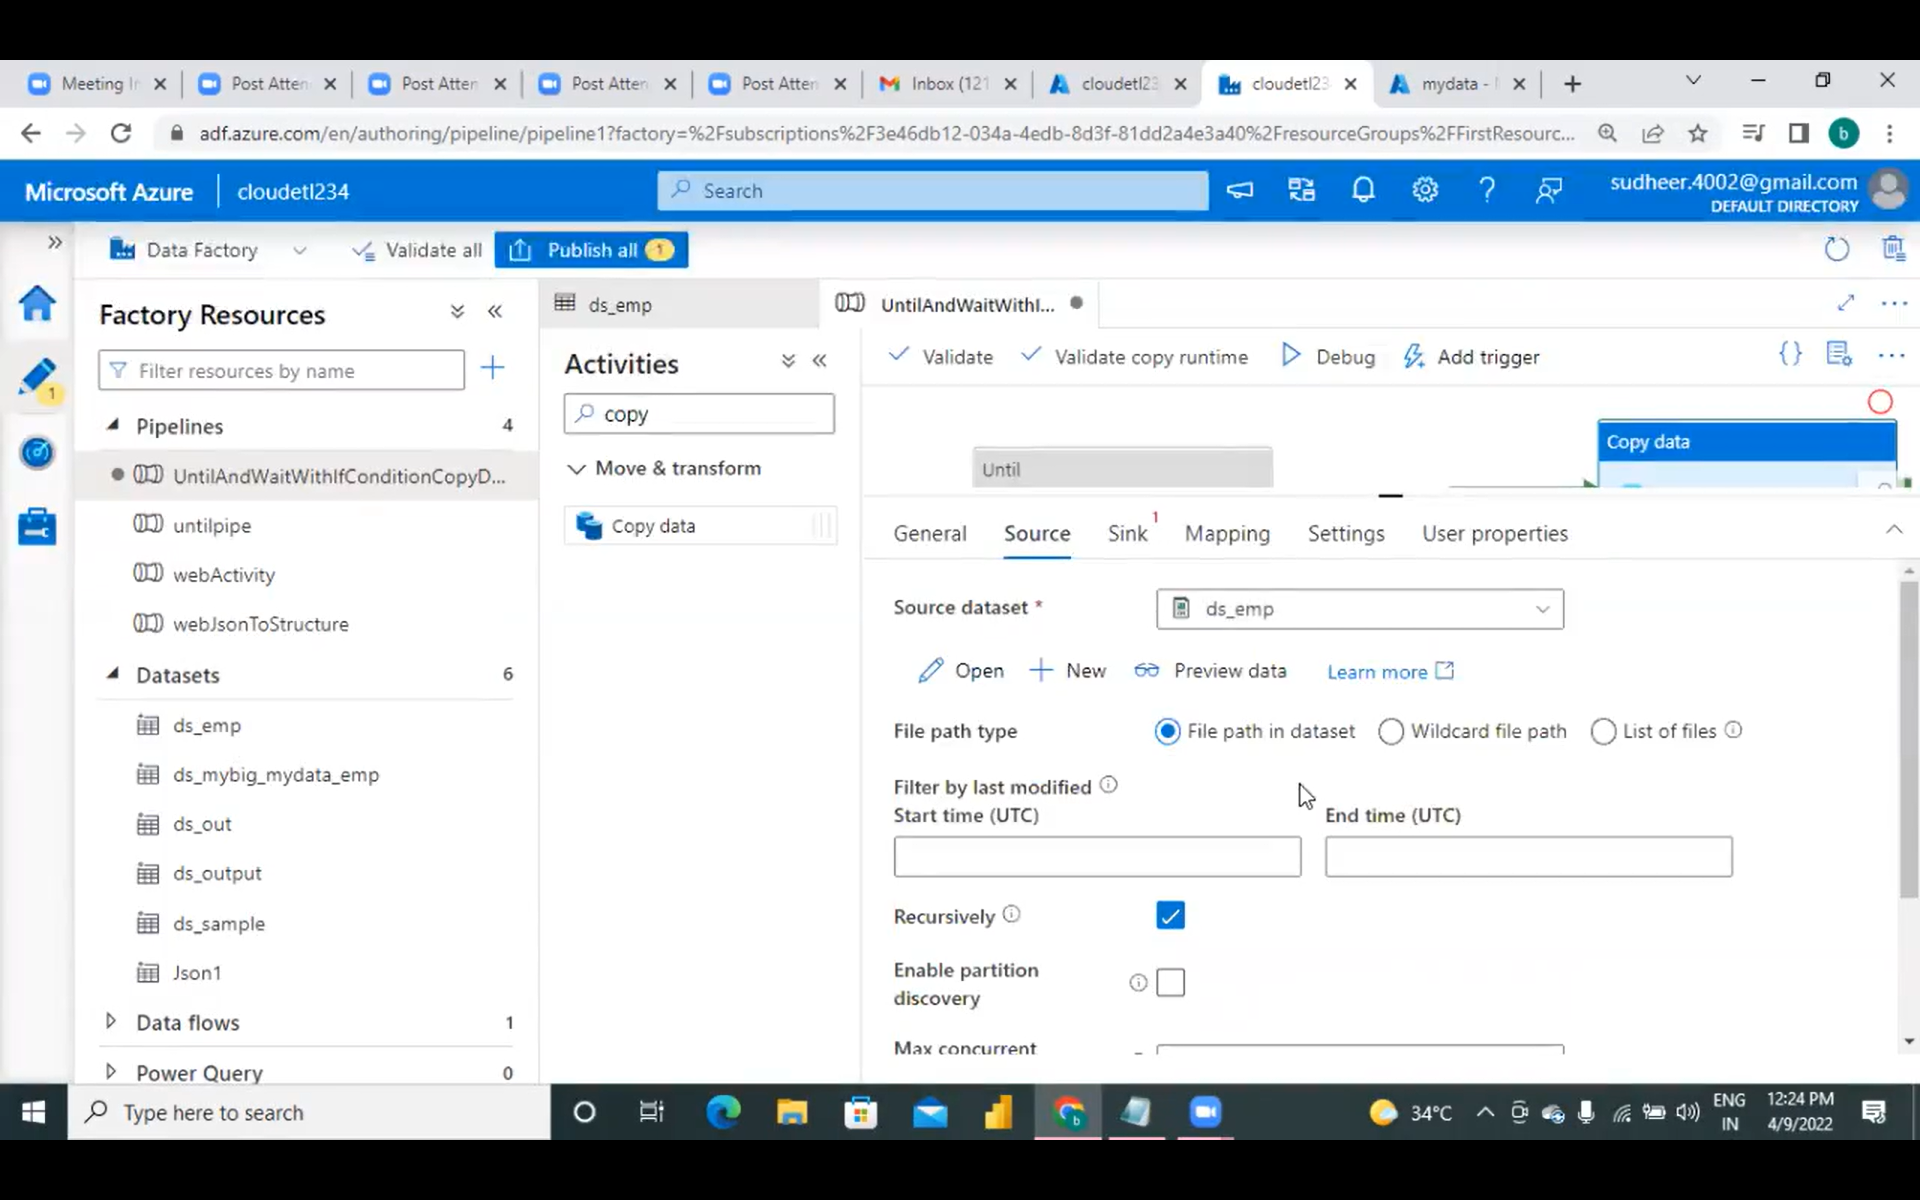 Meeting In
Post Atten
Post Atten
Post Atten
Post Atten
Inbox (121
cloudetl23
cloudetl23
mydata -
adf.azure.com/en/authoring/pipeline/pipeline1?factory=%2Fsubscriptions%2F3e46db12-034a-4edb-8d3f-81dd2a4e3a40%2FresourceGroups%2FFirstResourc...
b
Microsoft Azure
cloudetl234
Search
sudheer.4002@gmail.com
DEFAULT DIRECTORY
Data Factory
Validate all
Publish all 1
Factory Resources
Filter resources by name
1
Pipelines 4
UntilAndWaitWithIfConditionCopyD...
untilpipe
webActivity
webJsonToStructure
Datasets 6
ds_emp
ds_mybig_mydata_emp
ds_out
ds_output
ds_sample
Json1
Data flows 1
Power Query 0
ds_emp
UntilAndWaitWithI...
Activities
copy
Move & transform
Copy data
Validate
Validate copy runtime
Debug
Add trigger
Until
Copy data
General
Source
Sink 1
Mapping
Settings
User properties
Source dataset *
ds_emp
Open
New
Preview data
Learn more
File path type
File path in dataset
Wildcard file path
List of files
Filter by last modified
Start time (UTC)
End time (UTC)
Recursively
Enable partition
discovery
Max concurrent
Type here to search
34°C
ENG
IN
12:24 PM
4/9/2022